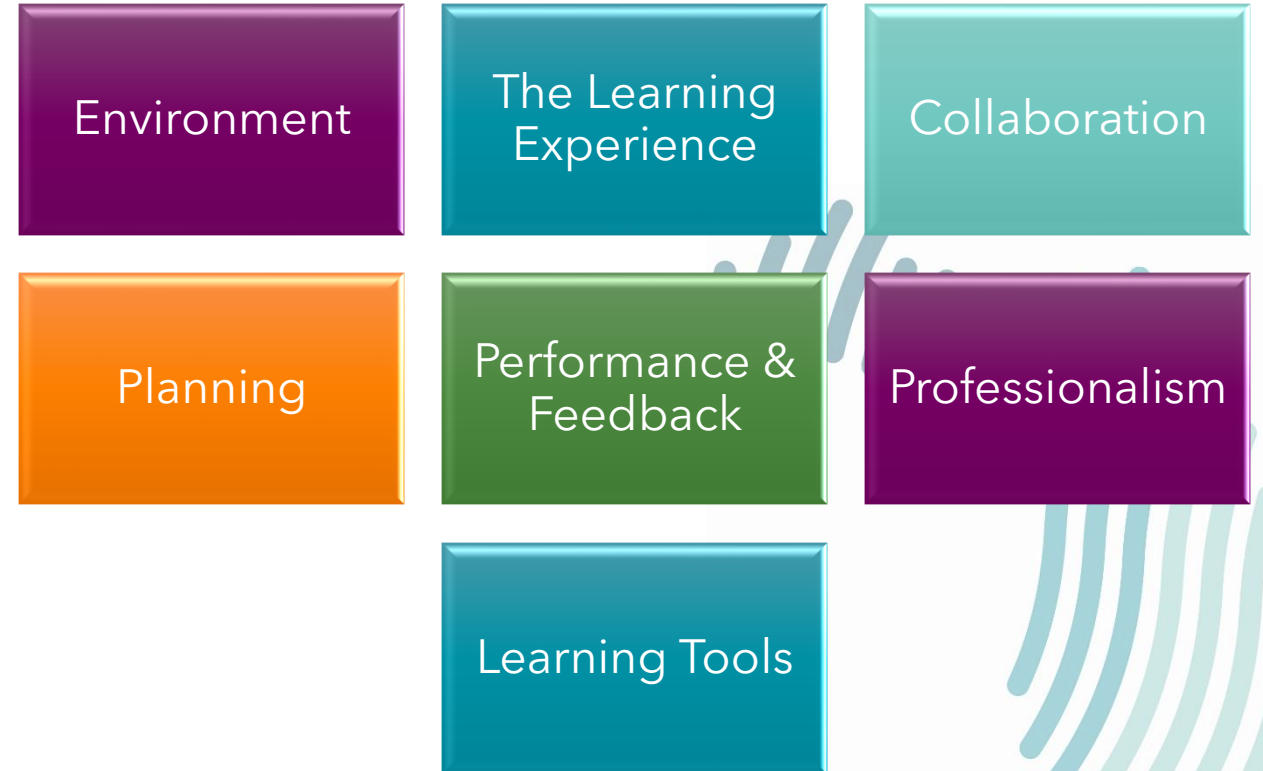 Environment
The Learning
Experience
Collaboration
Planning
Performance &
Feedback
Professionalism
Learning Tools